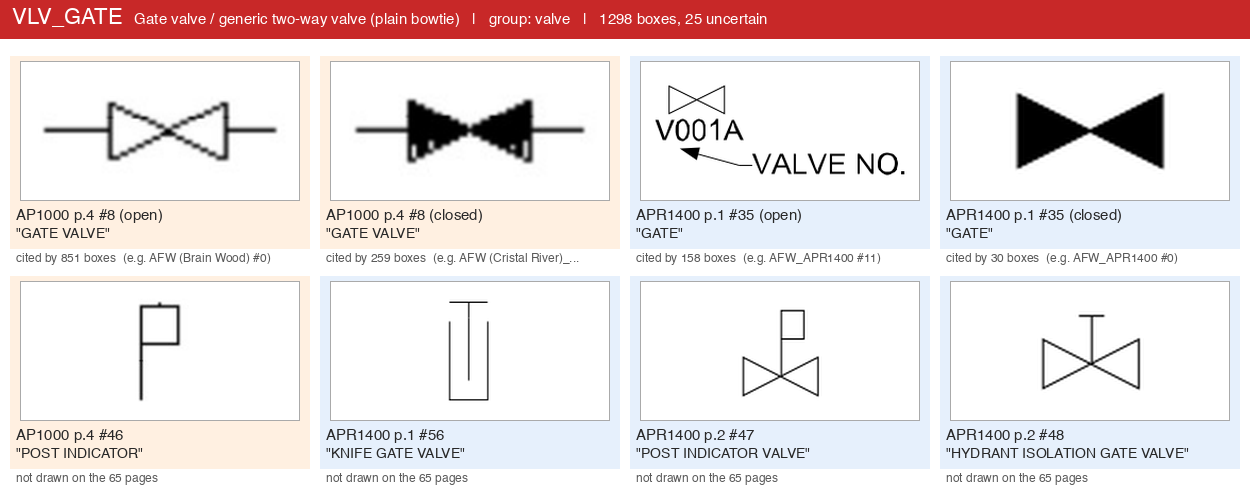 VLV_GATE Gate valve / generic two-way valve (plain bowtie) | group: valve | 1298 boxes, 25 uncertain
V001A
VALVE NO.
AP1000 p.4 #8 (open)
"GATE VALVE"
cited by 851 boxes (e.g. AFW (Brain Wood) #0)
AP1000 p.4 #8 (closed)
"GATE VALVE"
cited by 259 boxes (e.g. AFW (Cristal River)_...
APR1400 p.1 #35 (open)
"GATE"
cited by 158 boxes (e.g. AFW_APR1400 #11)
APR1400 p.1 #35 (closed)
"GATE"
cited by 30 boxes (e.g. AFW_APR1400 #0)
AP1000 p.4 #46
"POST INDICATOR"
not drawn on the 65 pages
APR1400 p.1 #56
"KNIFE GATE VALVE"
not drawn on the 65 pages
APR1400 p.2 #47
"POST INDICATOR VALVE"
not drawn on the 65 pages
APR1400 p.2 #48
"HYDRANT ISOLATION GATE VALVE"
not drawn on the 65 pages